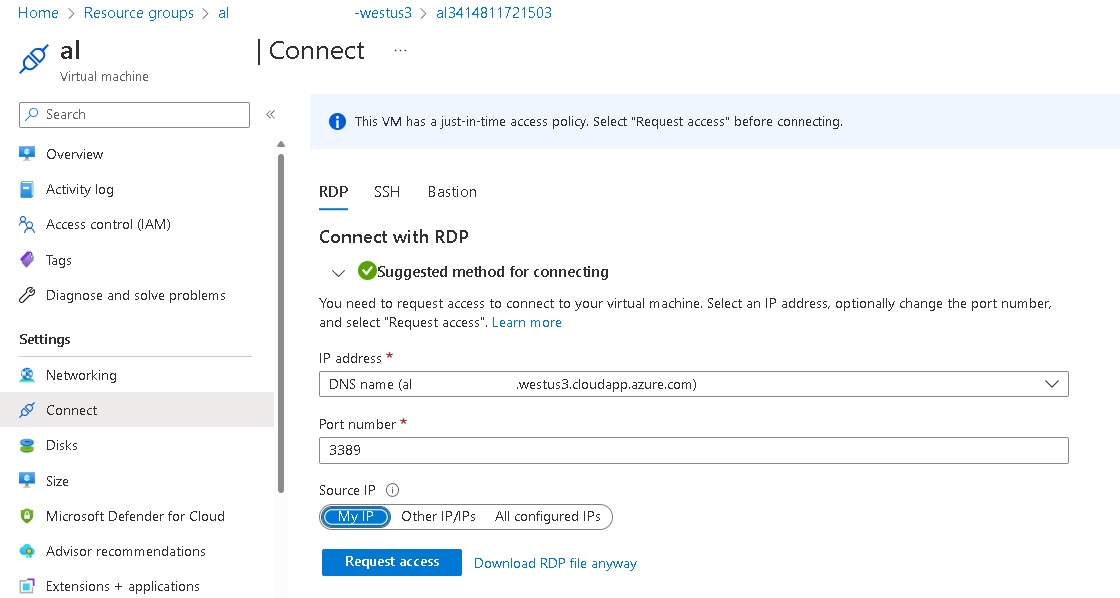 Home > Resource groups > al -westus3 > al3414811721503
al | Connect ...
Virtual machine
Search «
Overview
Activity log
Access control (IAM)
Tags
Diagnose and solve problems
Settings
Networking
Connect
Disks
Size
Microsoft Defender for Cloud
Advisor recommendations
Extensions + applications
This VM has a just-in-time access policy. Select "Request access" before connecting.
RDP SSH Bastion
Connect with RDP
Suggested method for connecting
You need to request access to connect to your virtual machine. Select an IP address, optionally change the port number,
and select "Request access". Learn more
IP address *
DNS name (al .westus3.cloudapp.azure.com)
Port number *
3389
Source IP
My IP Other IP/IPs All configured IPs
Request access Download RDP file anyway